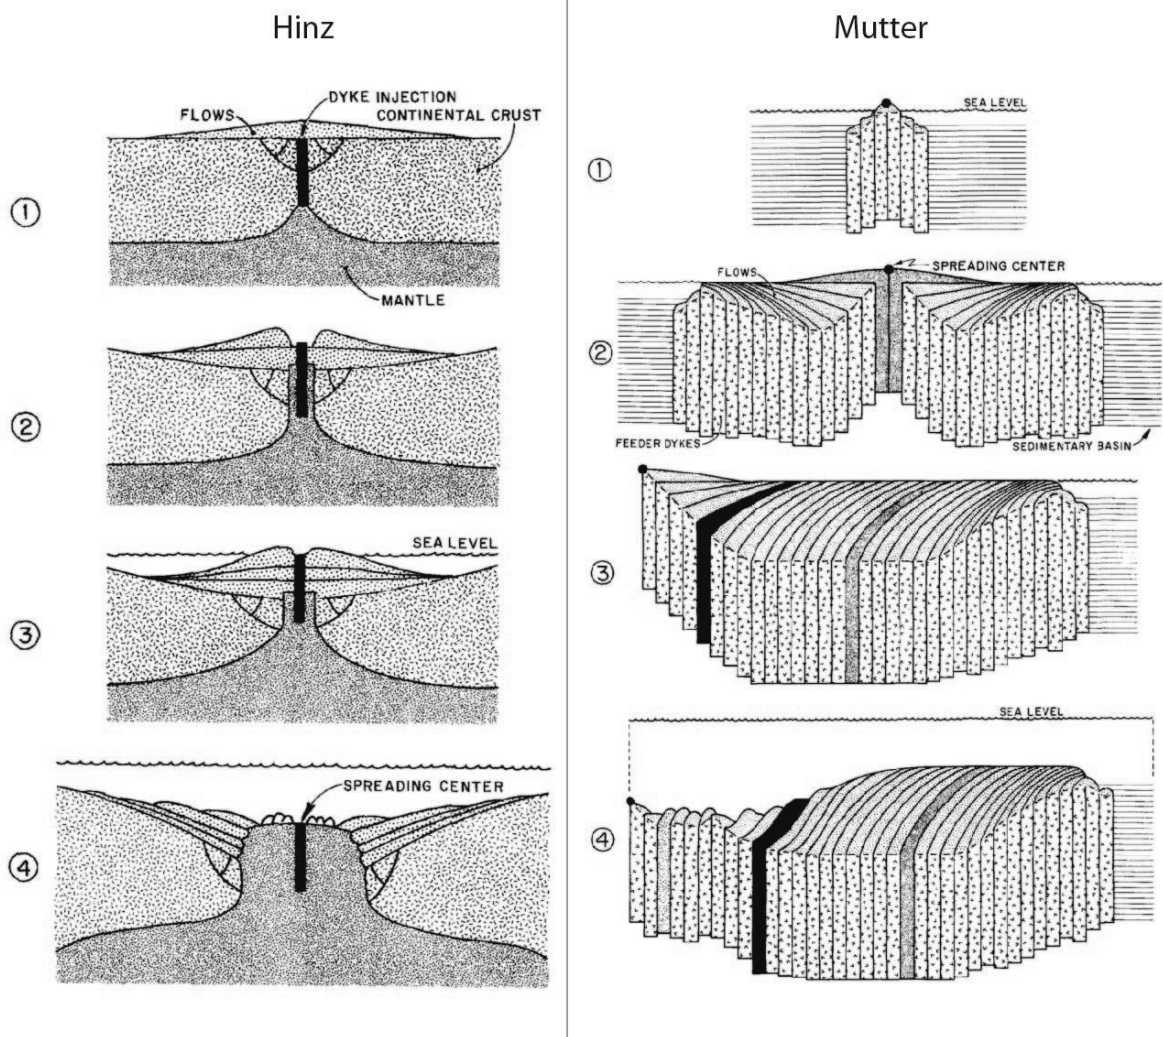 Hinz
DYKE INJECTION
FLOWS
CONTINENTAL CRUST
1
MANTLE
2
SEA LEVEL
3
SPREADING CENTER
4
Mutter
SEA LEVEL
1
SPREADING CENTER
FLOWS
2
FEEDER DYKES
SEDIMENTARY BASIN
3
SEA LEVEL
4